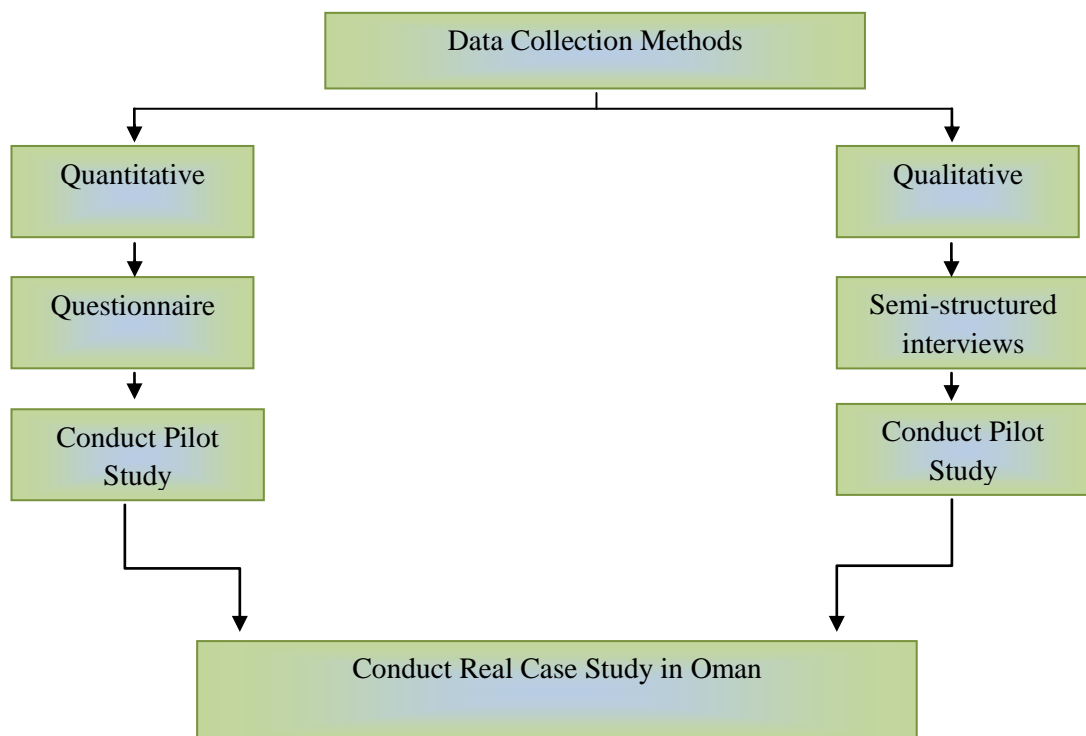 Data Collection Methods
Quantitative
Qualitative
Questionnaire
Semi-structured
interviews
Conduct Pilot
Study
Conduct Pilot
Study
Conduct Real Case Study in Oman